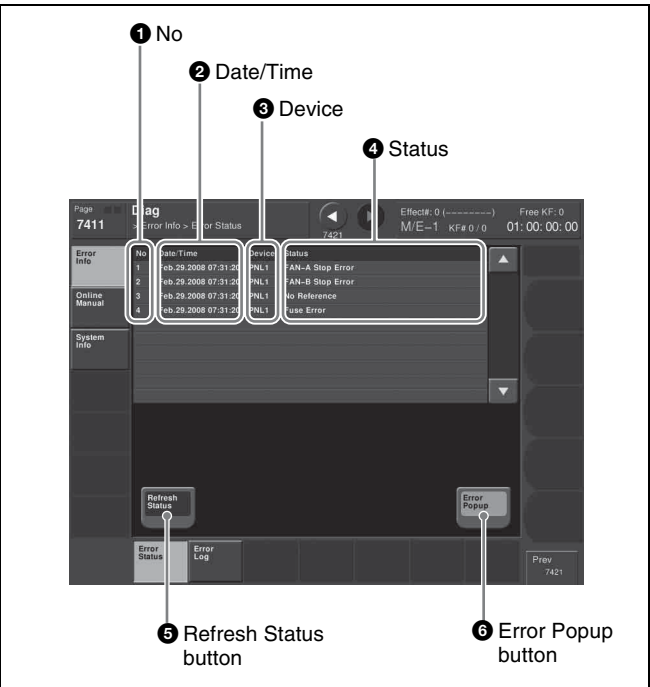 1 No
2 Date/Time
3 Device
4 Status
Page
7411
Diag
> Error Info > Error Status
7421
Effect#: 0 (--------)
M/E-1 KF# 0 / 0
Free KF: 0
01: 00: 00: 00
Error
Info
Online
Manual
System
Info
No Date/Time Device Status
1 Feb.29.2008 07:31:20 PNL1 FAN-A Stop Error
2 Feb.29.2008 07:31:20 PNL1 FAN-B Stop Error
3 Feb.29.2008 07:31:20 PNL1 No Reference
4 Feb.29.2008 07:31:20 PNL1 Fuse Error
Refresh
Status
Error
Popup
Error
Status
Error
Log
Prev
7421
5 Refresh Status
button
6 Error Popup
button